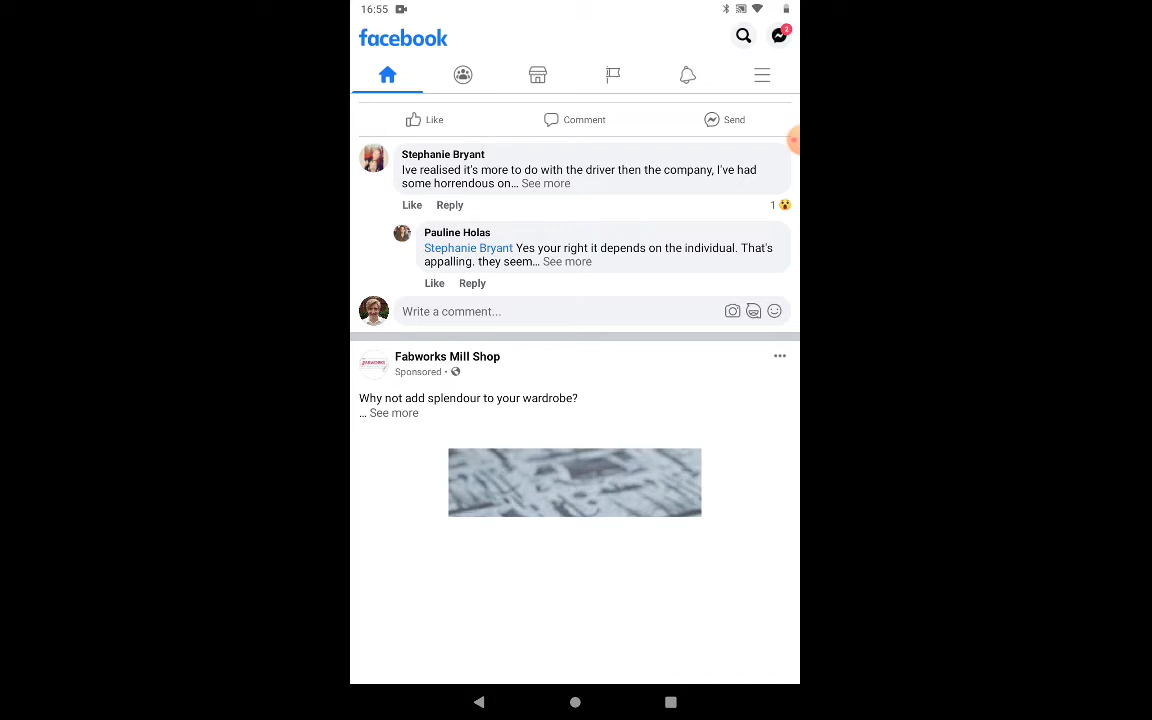 16:55
facebook
2
Like
Comment
Send
Stephanie Bryant
Ive realised it's more to do with the driver then the company, I've had
some horrendous on... See more
Like Reply
1
Pauline Holas
Stephanie Bryant Yes your right it depends on the individual. That's
appalling. they seem... See more
Like Reply
Write a comment...
Fabworks Mill Shop
Sponsored •
Why not add splendour to your wardrobe?
... See more